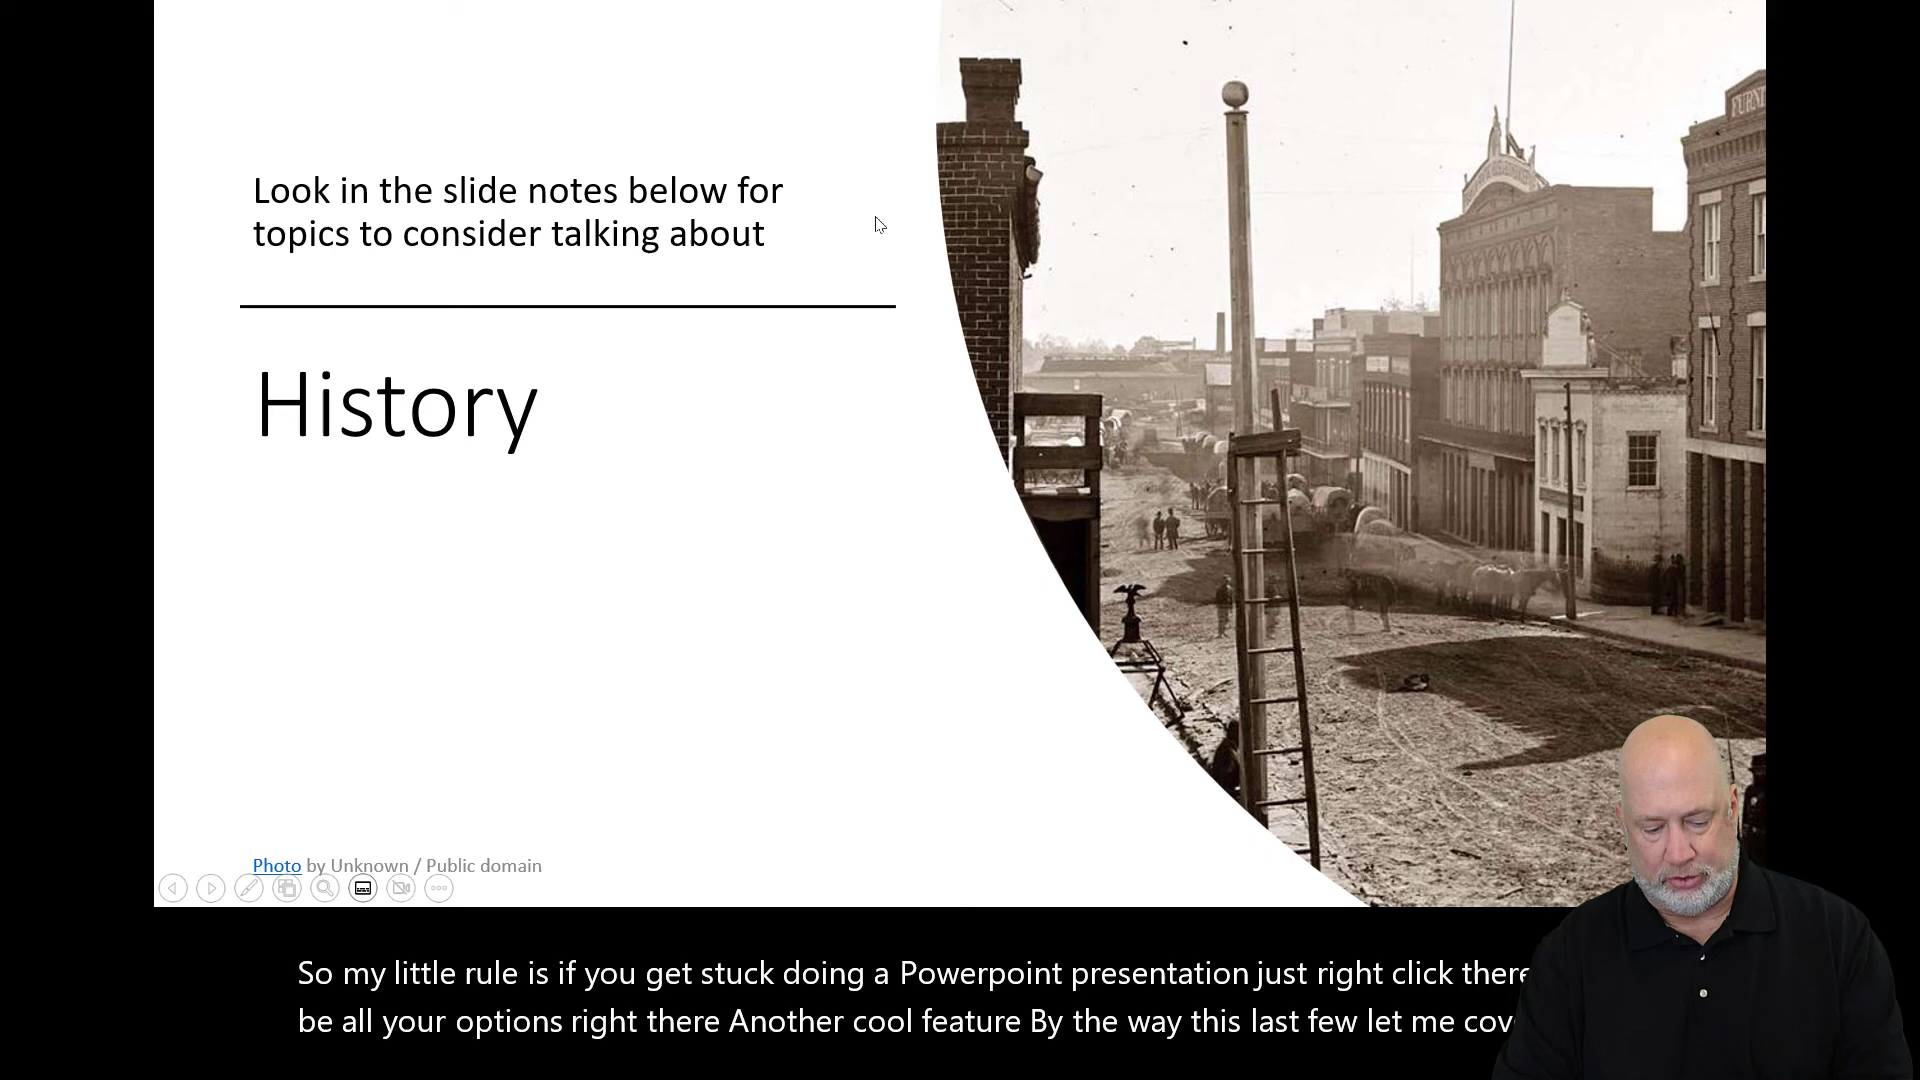 Look in the slide notes below for
topics to consider talking about
History
FURNI
Photo by Unknown / Public domain
So my little rule is if you get stuck doing a Powerpoint presentation just right click there
be all your options right there Another cool feature By the way this last few let me cov